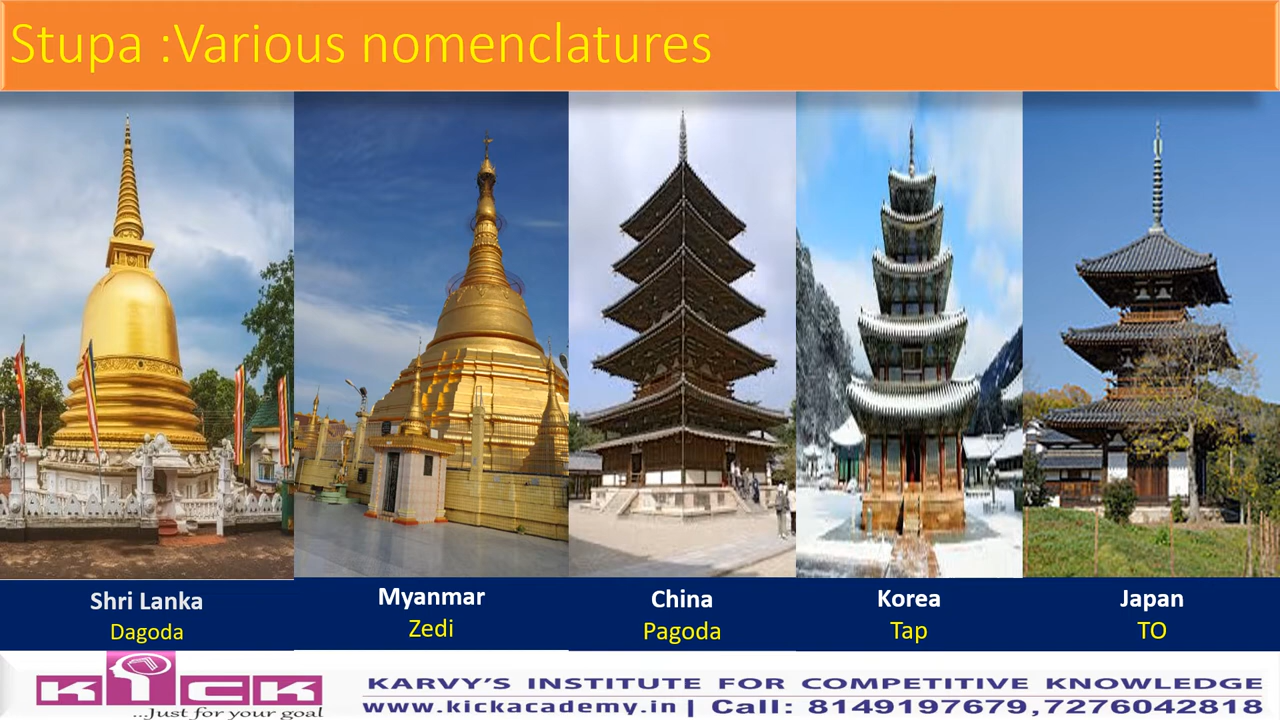 Stupa :Various nomenclatures
Shri Lanka
Dagoda
Myanmar
Zedi
China
Pagoda
Korea
Tap
Japan
TO
KICK
...Just for your goal
KARVY'S INSTITUTE FOR COMPETITIVE KNOWLEDGE
www.kickacademy.in | Call: 8149197679,7276042818